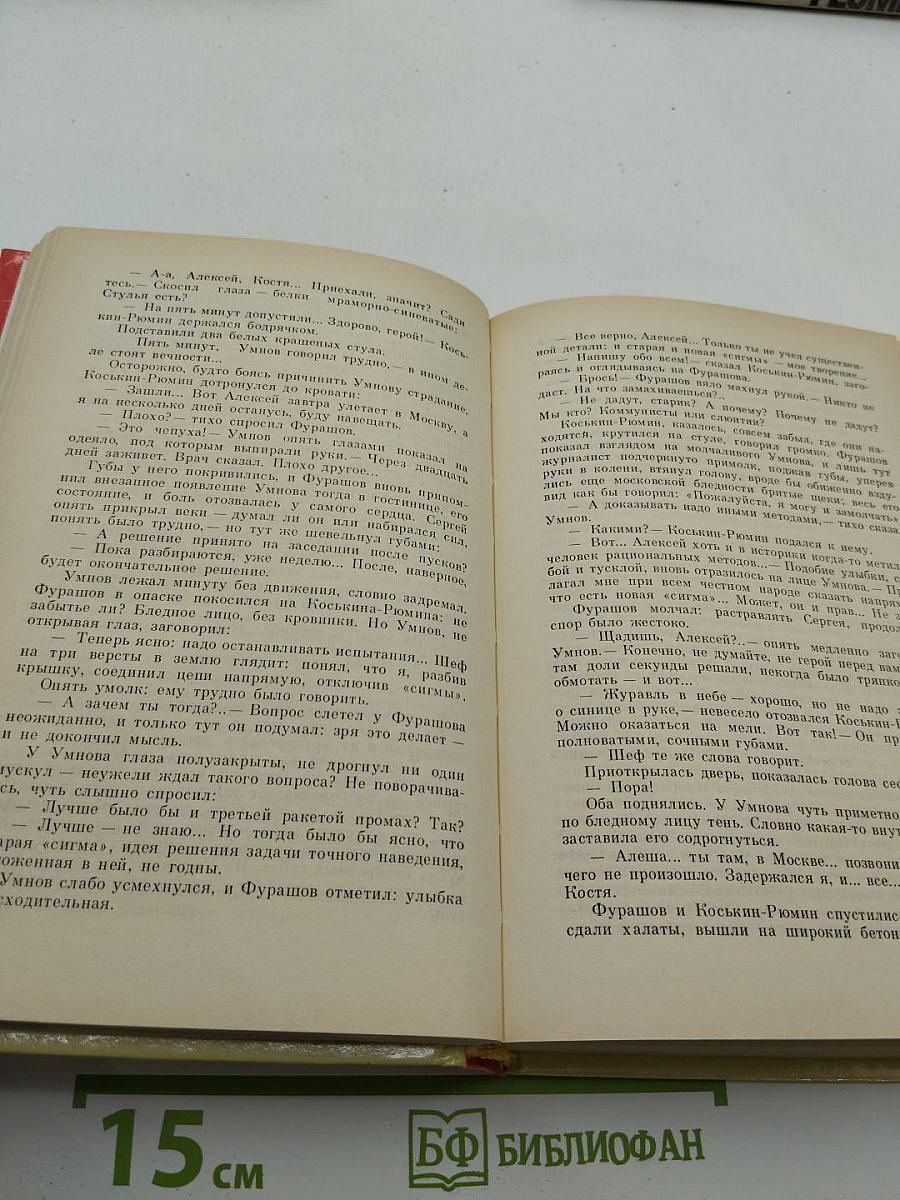 — А-а, Алексей, Костя... Приехали, значит? Сади
тесь.— Скосил глаза — белки мраморно-синеватые:
Стулья есть?
— На пять минут допустили... Здорово, герой!— Кось-
кин-Рюмин держался бодрячком.
Подставили два белых крашеных стула.
Пять минут. Умнов говорил трудно,— в ином де-
ле стоят вечности...
Осторожно, будто боясь причинить Умнову страдание,
Коськин-Рюмин дотронулся до кровати:
— Зашли... Вот Алексей завтра улетает в Москву, а
я на несколько дней останусь, буду навещать.
— Плохо?— тихо спросил Фурашов.
— Это чепуха!— Умнов опять глазами показал на
одеяло, под которым выпирали руки.— Через двадцать
дней заживет. Врач сказал. Плохо другое...
Губы у него покривились, и Фурашов вновь припом-
нил внезапное появление Умнова тогда в гостинице, его
состояние, и боль отозвалась у самого сердца. Сергей
опять прикрыл веки — думал ли он или набирался сил,
понять было трудно,— но тут же шевельнул губами:
— А решение принято на заседании после пусков?
— Пока разбираются, уже неделю... После, наверное,
будет окончательное решение.
Умнов лежал минуту без движения, словно задремал,
Фурашов в опаске покосился на Коськина-Рюмина: не
забытье ли? Бледное лицо, без кровинки. Но Умнов, не
открывая глаз, заговорил:
— Теперь ясно: надо останавливать испытания... Шеф
на три версты в землю глядит: понял, что я, разбив
крышку, соединил цепи напрямую, отключив «сигмы».
Опять умолк: ему трудно было говорить.
— А зачем ты тогда?..— Вопрос слетел у Фурашова
неожиданно, и только тут он подумал: зря это делает —
и не докончил мысль.
У Умнова глаза полузакрыты, не дрогнул ни один
мускул — неужели ждал такого вопроса? Не поворачива-
сь, чуть слышно спросил:
— Лучше было бы и третьей ракетой промах? Так?
— Лучше — не знаю... Но тогда было бы ясно, что
арая «сигма», идея решения задачи точного наведения,
оженная в ней, не годны.
Умнов слабо усмехнулся, и Фурашов отметил: улыбка
сходительная.
— Все верно, Алексей... Только ты не учел существен-
ной детали: и старая и новая «сигмы» — мое творение...
— Напишу обо всем!— сказал Коськин-Рюмин, заго-
раясь и оглядываясь на Фурашова.
— Брось!— Фурашов вяло махнул рукой.— Никто не
даст. На что замахиваешься?..
— Не дадут, старик? А почему? Почему не дадут?
Мы кто? Коммунисты или слюнтяи?
Коськин-Рюмин, казалось, совсем забыл, где они на-
ходятся, крутился на стуле, говорил громко. Фурашов
показал взглядом на молчаливого Умнова, и лишь тут
журналист подчеркнуто примолк, поджав губы, уперев
руки в колени, втянул голову, вроде бы обиженно взду-
лись еще московской бледности бритые щеки; весь его
вид как бы говорил: «Пожалуйста, я могу и замолчать»
— А доказывать надо иными методами,— тихо сказа
Умнов.
— Какими?— Коськин-Рюмин подался к нему.
— Вот... Алексей хоть и в историки когда-то метил
человек рациональных методов...— Подобие улыбки, с
бой и тусклой, вновь отразилось на лице Умнова.— Пр
лагал мне при всем честном народе сказать напрям
что есть новая «сигма»... Может, он и прав... Не з
Фурашов молчал: растравлять Сергея, продол
спор было жестоко.
— Щадишь, Алексей?..— опять медленно заго
Умнов.— Конечно, не думайте, не герой перед вам
там доли секунды решали, некогда было тряпко
обмотать — и вот...
— Журавль в небе — хорошо, но не надо з
о синице в руке,— невесело отозвался Коськин-Р
Можно оказаться на мели. Вот так!— Он пр
полноватыми, сочными губами.
— Шеф те же слова говорит.
Приоткрылась дверь, показалась голова сес
— Пора!
Оба поднялись. У Умнова чуть приметно
по бледному лицу тень. Словно какая-то внут
заставила его содрогнуться.
— Алеша... ты там, в Москве... позвони
чего не произошло. Задержался я, и... все...
Костя.
Фурашов и Коськин-Рюмин спустилис
сдали халаты, вышли на широкий бетон
15 см
БФ БИБЛИОФАН